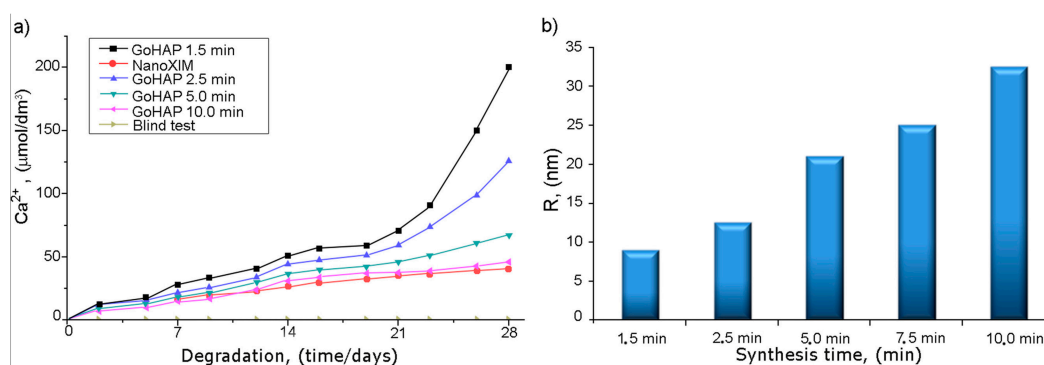 a)
GoHAP 1.5 min
NanoXIM
GoHAP 2.5 min
GoHAP 5.0 min
GoHAP 10.0 min
Blind test
200
150
100
50
0
Ca²⁺ , (μmol/dm³)
0 7 14 21 28
Degradation, (time/days)
b)
35
30
25
20
15
10
5
0
R, (nm)
1.5 min 2.5 min 5.0 min 7.5 min 10.0 min
Synthesis time, (min)